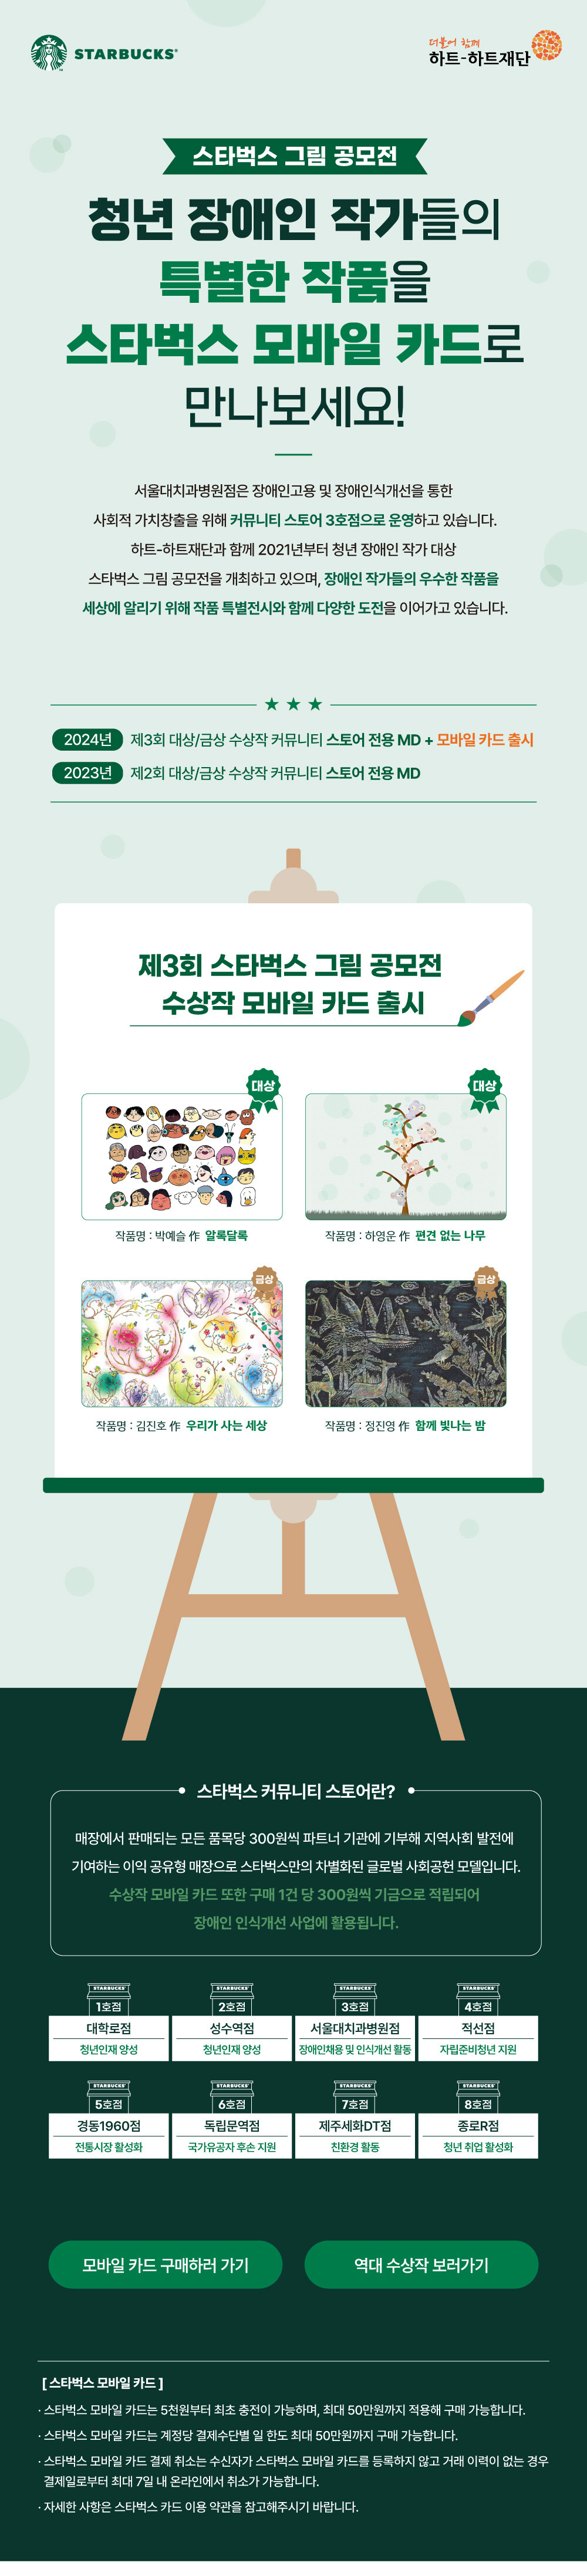 STARBUCKS
더불어 함께
하트-하트재단
스타벅스 그림 공모전
청년 장애인 작가들의
특별한 작품을
스타벅스 모바일 카드로
만나보세요!
서울대치과병원점은 장애인고용 및 장애인식개선을 통한
사회적 가치창출을 위해 커뮤니티 스토어 3호점으로 운영하고 있습니다.
하트-하트재단과 함께 2021년부터 청년 장애인 작가 대상
스타벅스 그림 공모전을 개최하고 있으며, 장애인 작가들의 우수한 작품을
세상에 알리기 위해 작품 특별전시와 함께 다양한 도전을 이어가고 있습니다.
2024년 제3회 대상/금상 수상작 커뮤니티 스토어 전용 MD + 모바일 카드 출시
2023년 제2회 대상/금상 수상작 커뮤니티 스토어 전용 MD
제3회 스타벅스 그림 공모전
수상작 모바일 카드 출시
대상
대상
작품명 : 박예슬 作 알록달록
작품명 : 하영운 作 편견 없는 나무
금상
금상
작품명 : 김진호 作 우리가 사는 세상
작품명 : 정진영 作 함께 빛나는 밤
스타벅스 커뮤니티 스토어란?
매장에서 판매되는 모든 품목당 300원씩 파트너 기관에 기부해 지역사회 발전에
기여하는 이익 공유형 매장으로 스타벅스만의 차별화된 글로벌 사회공헌 모델입니다.
수상작 모바일 카드 또한 구매 1건 당 300원씩 기금으로 적립되어
장애인 인식개선 사업에 활용됩니다.
STARBUCKS STARBUCKS STARBUCKS STARBUCKS
1호점 2호점 3호점 4호점
대학로점 성수역점 서울대치과병원점 적선점
청년인재 양성 청년인재 양성 장애인채용 및 인식개선 활동 자립준비청년 지원
STARBUCKS STARBUCKS STARBUCKS STARBUCKS
5호점 6호점 7호점 8호점
경동1960점 독립문역점 제주세화DT점 종로R점
전통시장 활성화 국가유공자 후손 지원 친환경 활동 청년 취업 활성화
모바일 카드 구매하러 가기
역대 수상작 보러가기
[ 스타벅스 모바일 카드 ]
· 스타벅스 모바일 카드는 5천원부터 최초 충전이 가능하며, 최대 50만원까지 적용해 구매 가능합니다.
· 스타벅스 모바일 카드는 계정당 결제수단별 일 한도 최대 50만원까지 구매 가능합니다.
· 스타벅스 모바일 카드 결제 취소는 수신자가 스타벅스 모바일 카드를 등록하지 않고 거래 이력이 없는 경우
결제일로부터 최대 7일 내 온라인에서 취소가 가능합니다.
· 자세한 사항은 스타벅스 카드 이용 약관을 참고해주시기 바랍니다.